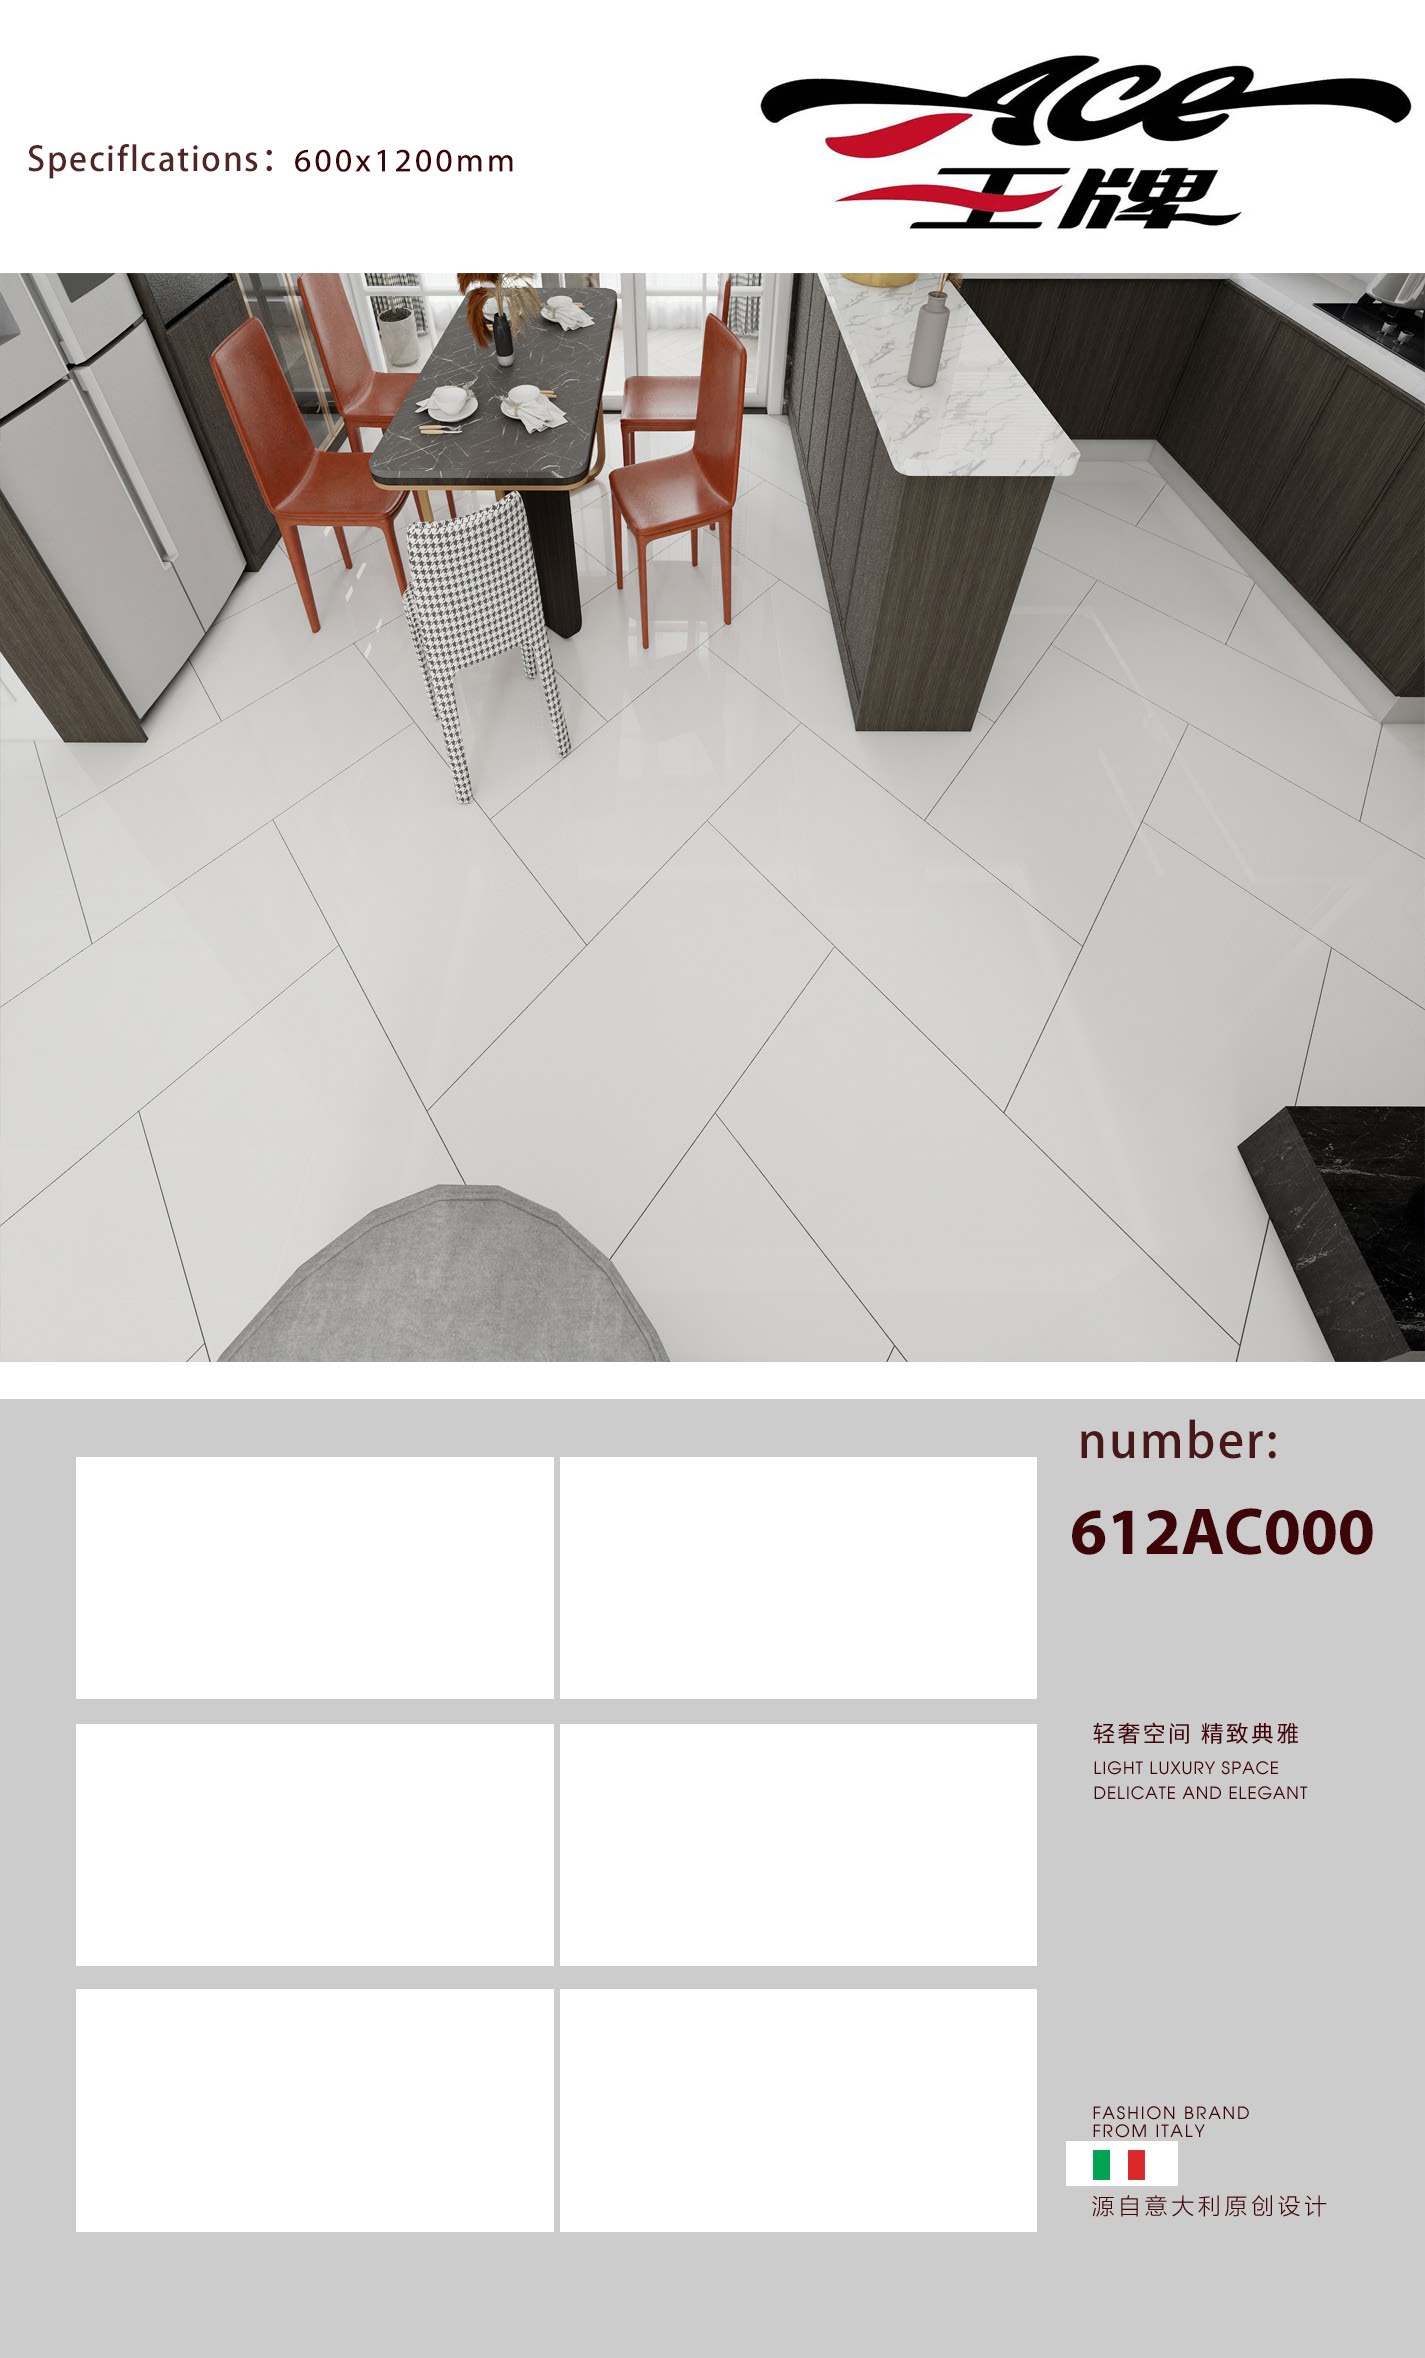 Speciflcations： 600x1200mm
Ace
王牌
number:
612AC000
轻奢空间 精致典雅
LIGHT LUXURY SPACE
DELICATE AND ELEGANT
FASHION BRAND
FROM ITALY
源自意大利原创设计